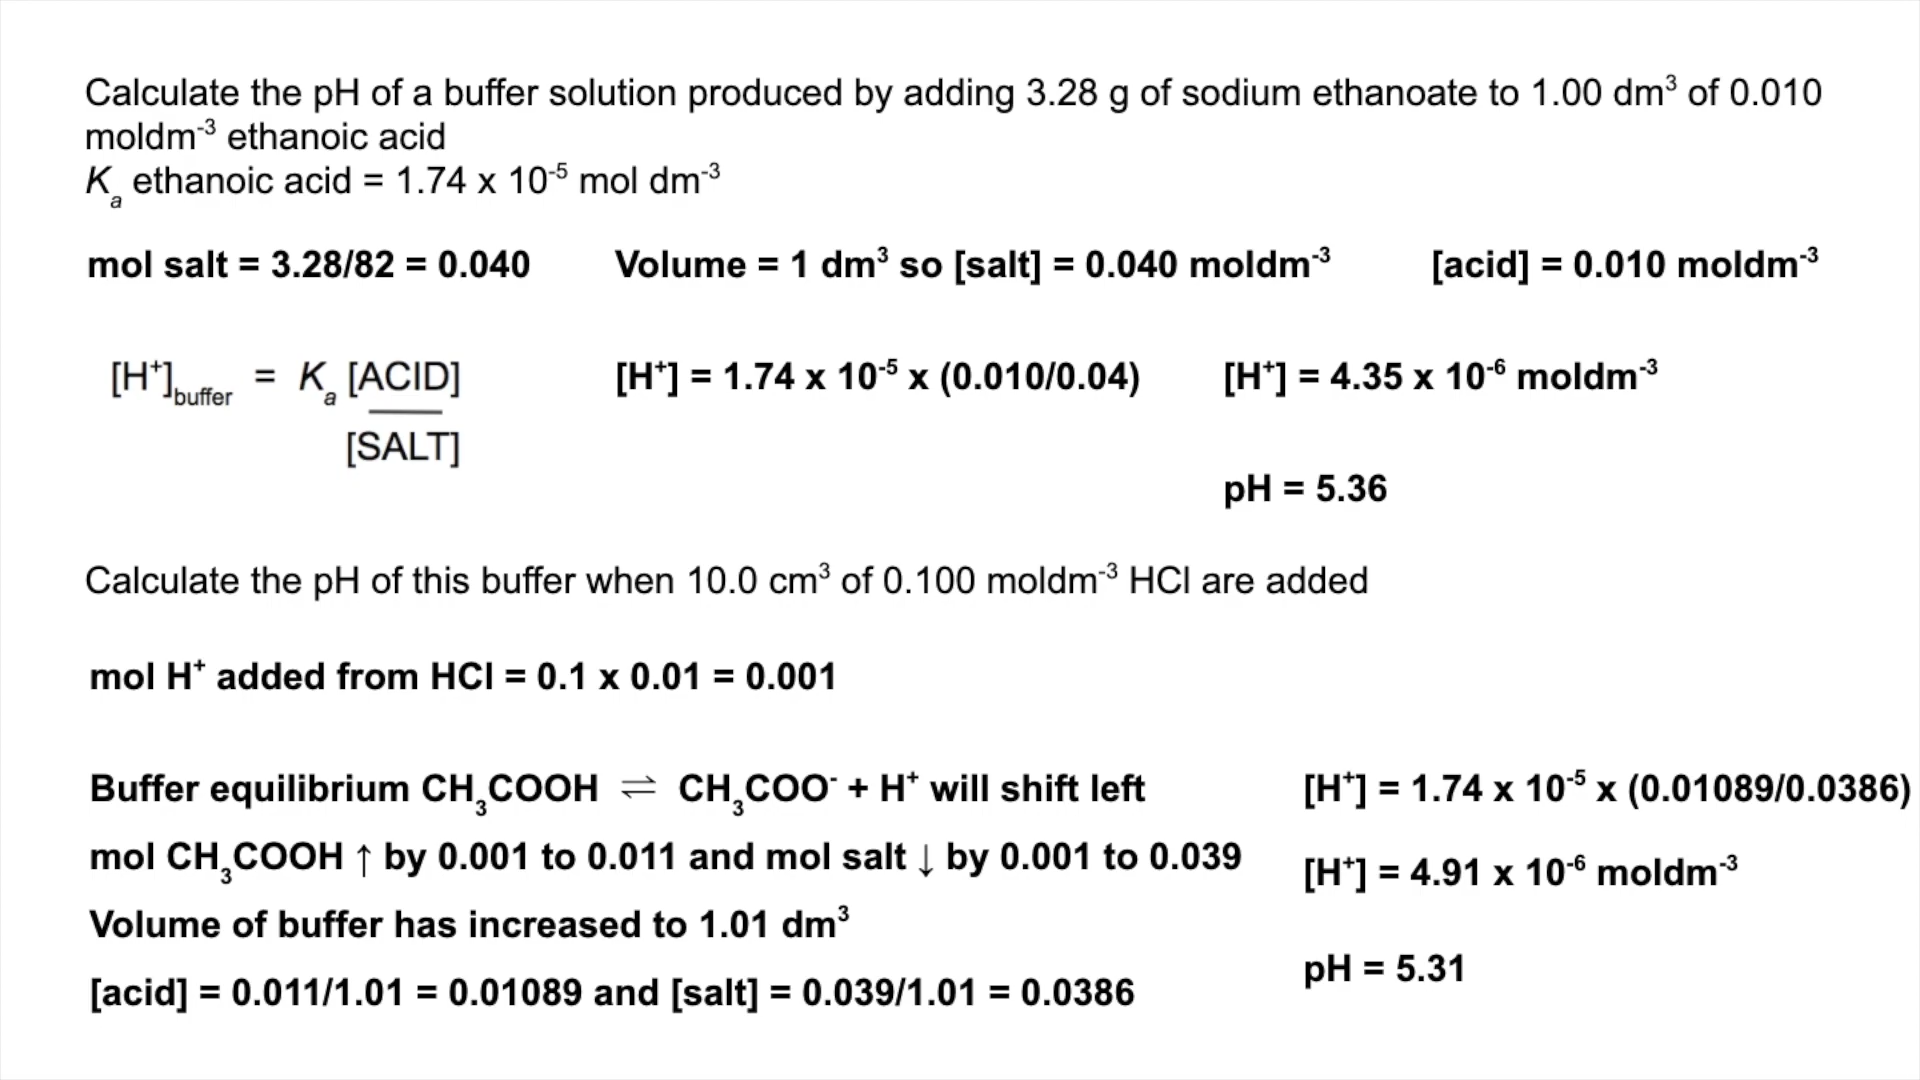 Calculate the pH of a buffer solution produced by adding 3.28 g of sodium ethanoate to 1.00 dm³ of 0.010
moldm⁻³ ethanoic acid
Kₐ ethanoic acid = 1.74 x 10⁻⁵ mol dm⁻³
mol salt = 3.28/82 = 0.040
Volume = 1 dm³ so [salt] = 0.040 moldm⁻³
[acid] = 0.010 moldm⁻³
[H⁺]buffer = Kₐ [ACID]
[SALT]
[H⁺] = 1.74 x 10⁻⁵ x (0.010/0.04)
[H⁺] = 4.35 x 10⁻⁶ moldm⁻³
pH = 5.36
Calculate the pH of this buffer when 10.0 cm³ of 0.100 moldm⁻³ HCl are added
mol H⁺ added from HCl = 0.1 x 0.01 = 0.001
Buffer equilibrium CH₃COOH ⇌ CH₃COO⁻ + H⁺ will shift left
mol CH₃COOH ↑ by 0.001 to 0.011 and mol salt ↓ by 0.001 to 0.039
Volume of buffer has increased to 1.01 dm³
[acid] = 0.011/1.01 = 0.01089 and [salt] = 0.039/1.01 = 0.0386
[H⁺] = 1.74 x 10⁻⁵ x (0.01089/0.0386)
[H⁺] = 4.91 x 10⁻⁶ moldm⁻³
pH = 5.31